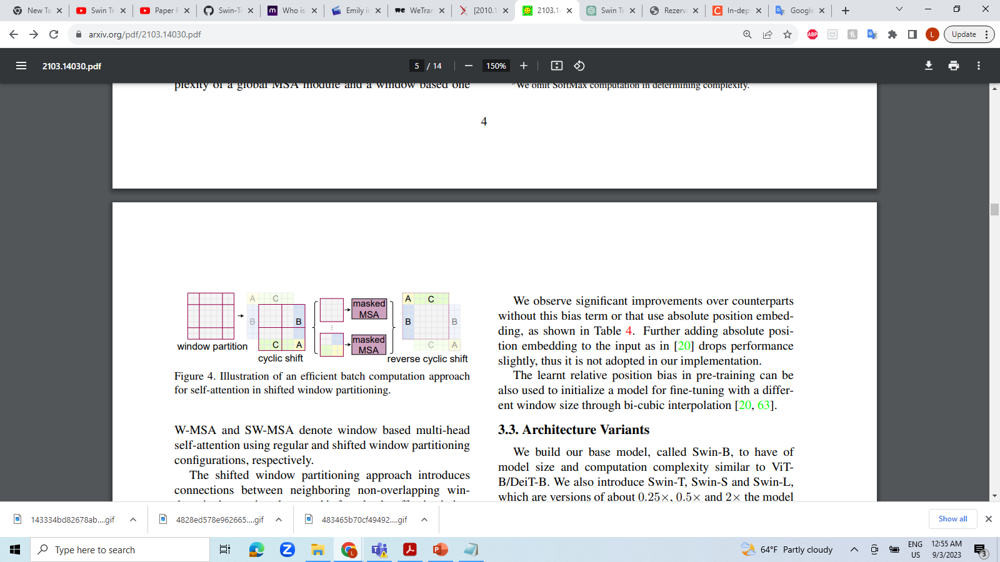 New Ta
Swin Tr
Paper F
Swin-Tr
Who is
Emily in
WeTran
[2010.1
2103.14
Swin Tr
Rezerva
In-dep
Google
arxiv.org/pdf/2103.14030.pdf
ABP
L
Update
2103.14030.pdf
5 / 14
150%
plexity of a global MSA module and a window based one
We omit SoftMax computation in determining complexity.
4
A C
B
B
C A
masked
MSA
masked
MSA
A C
B B
C A
window partition
cyclic shift
reverse cyclic shift
Figure 4. Illustration of an efficient batch computation approach
for self-attention in shifted window partitioning.
W-MSA and SW-MSA denote window based multi-head
self-attention using regular and shifted window partitioning
configurations, respectively.
The shifted window partitioning approach introduces
connections between neighboring non-overlapping win-
We observe significant improvements over counterparts
without this bias term or that use absolute position embed-
ding, as shown in Table 4. Further adding absolute posi-
tion embedding to the input as in [20] drops performance
slightly, thus it is not adopted in our implementation.
The learnt relative position bias in pre-training can be
also used to initialize a model for fine-tuning with a differ-
ent window size through bi-cubic interpolation [20, 63].
3.3. Architecture Variants
We build our base model, called Swin-B, to have of
model size and computation complexity similar to ViT-
B/DeiT-B. We also introduce Swin-T, Swin-S and Swin-L,
which are versions of about 0.25×, 0.5× and 2× the model
143334bd82678ab....gif
4828ed578e962665....gif
483465b70cf49492....gif
Show all
Type here to search
64°F Partly cloudy
ENG
US
12:55 AM
9/3/2023
3